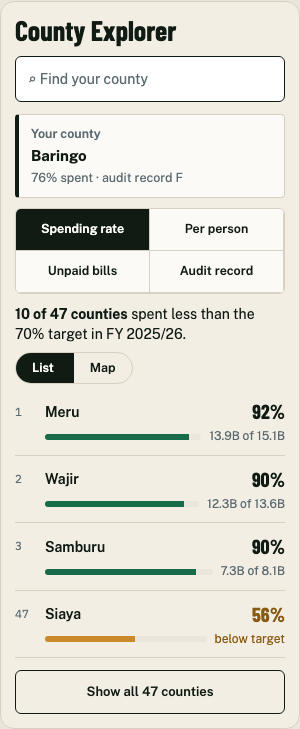 County Explorer
Find your county
Your county
Baringo
76% spent · audit record F
Spending rate
Per person
Unpaid bills
Audit record
10 of 47 counties spent less than the
70% target in FY 2025/26.
List
Map
1 Meru 92%
13.9B of 15.1B
2 Wajir 90%
12.3B of 13.6B
3 Samburu 90%
7.3B of 8.1B
47 Siaya 56%
below target
Show all 47 counties